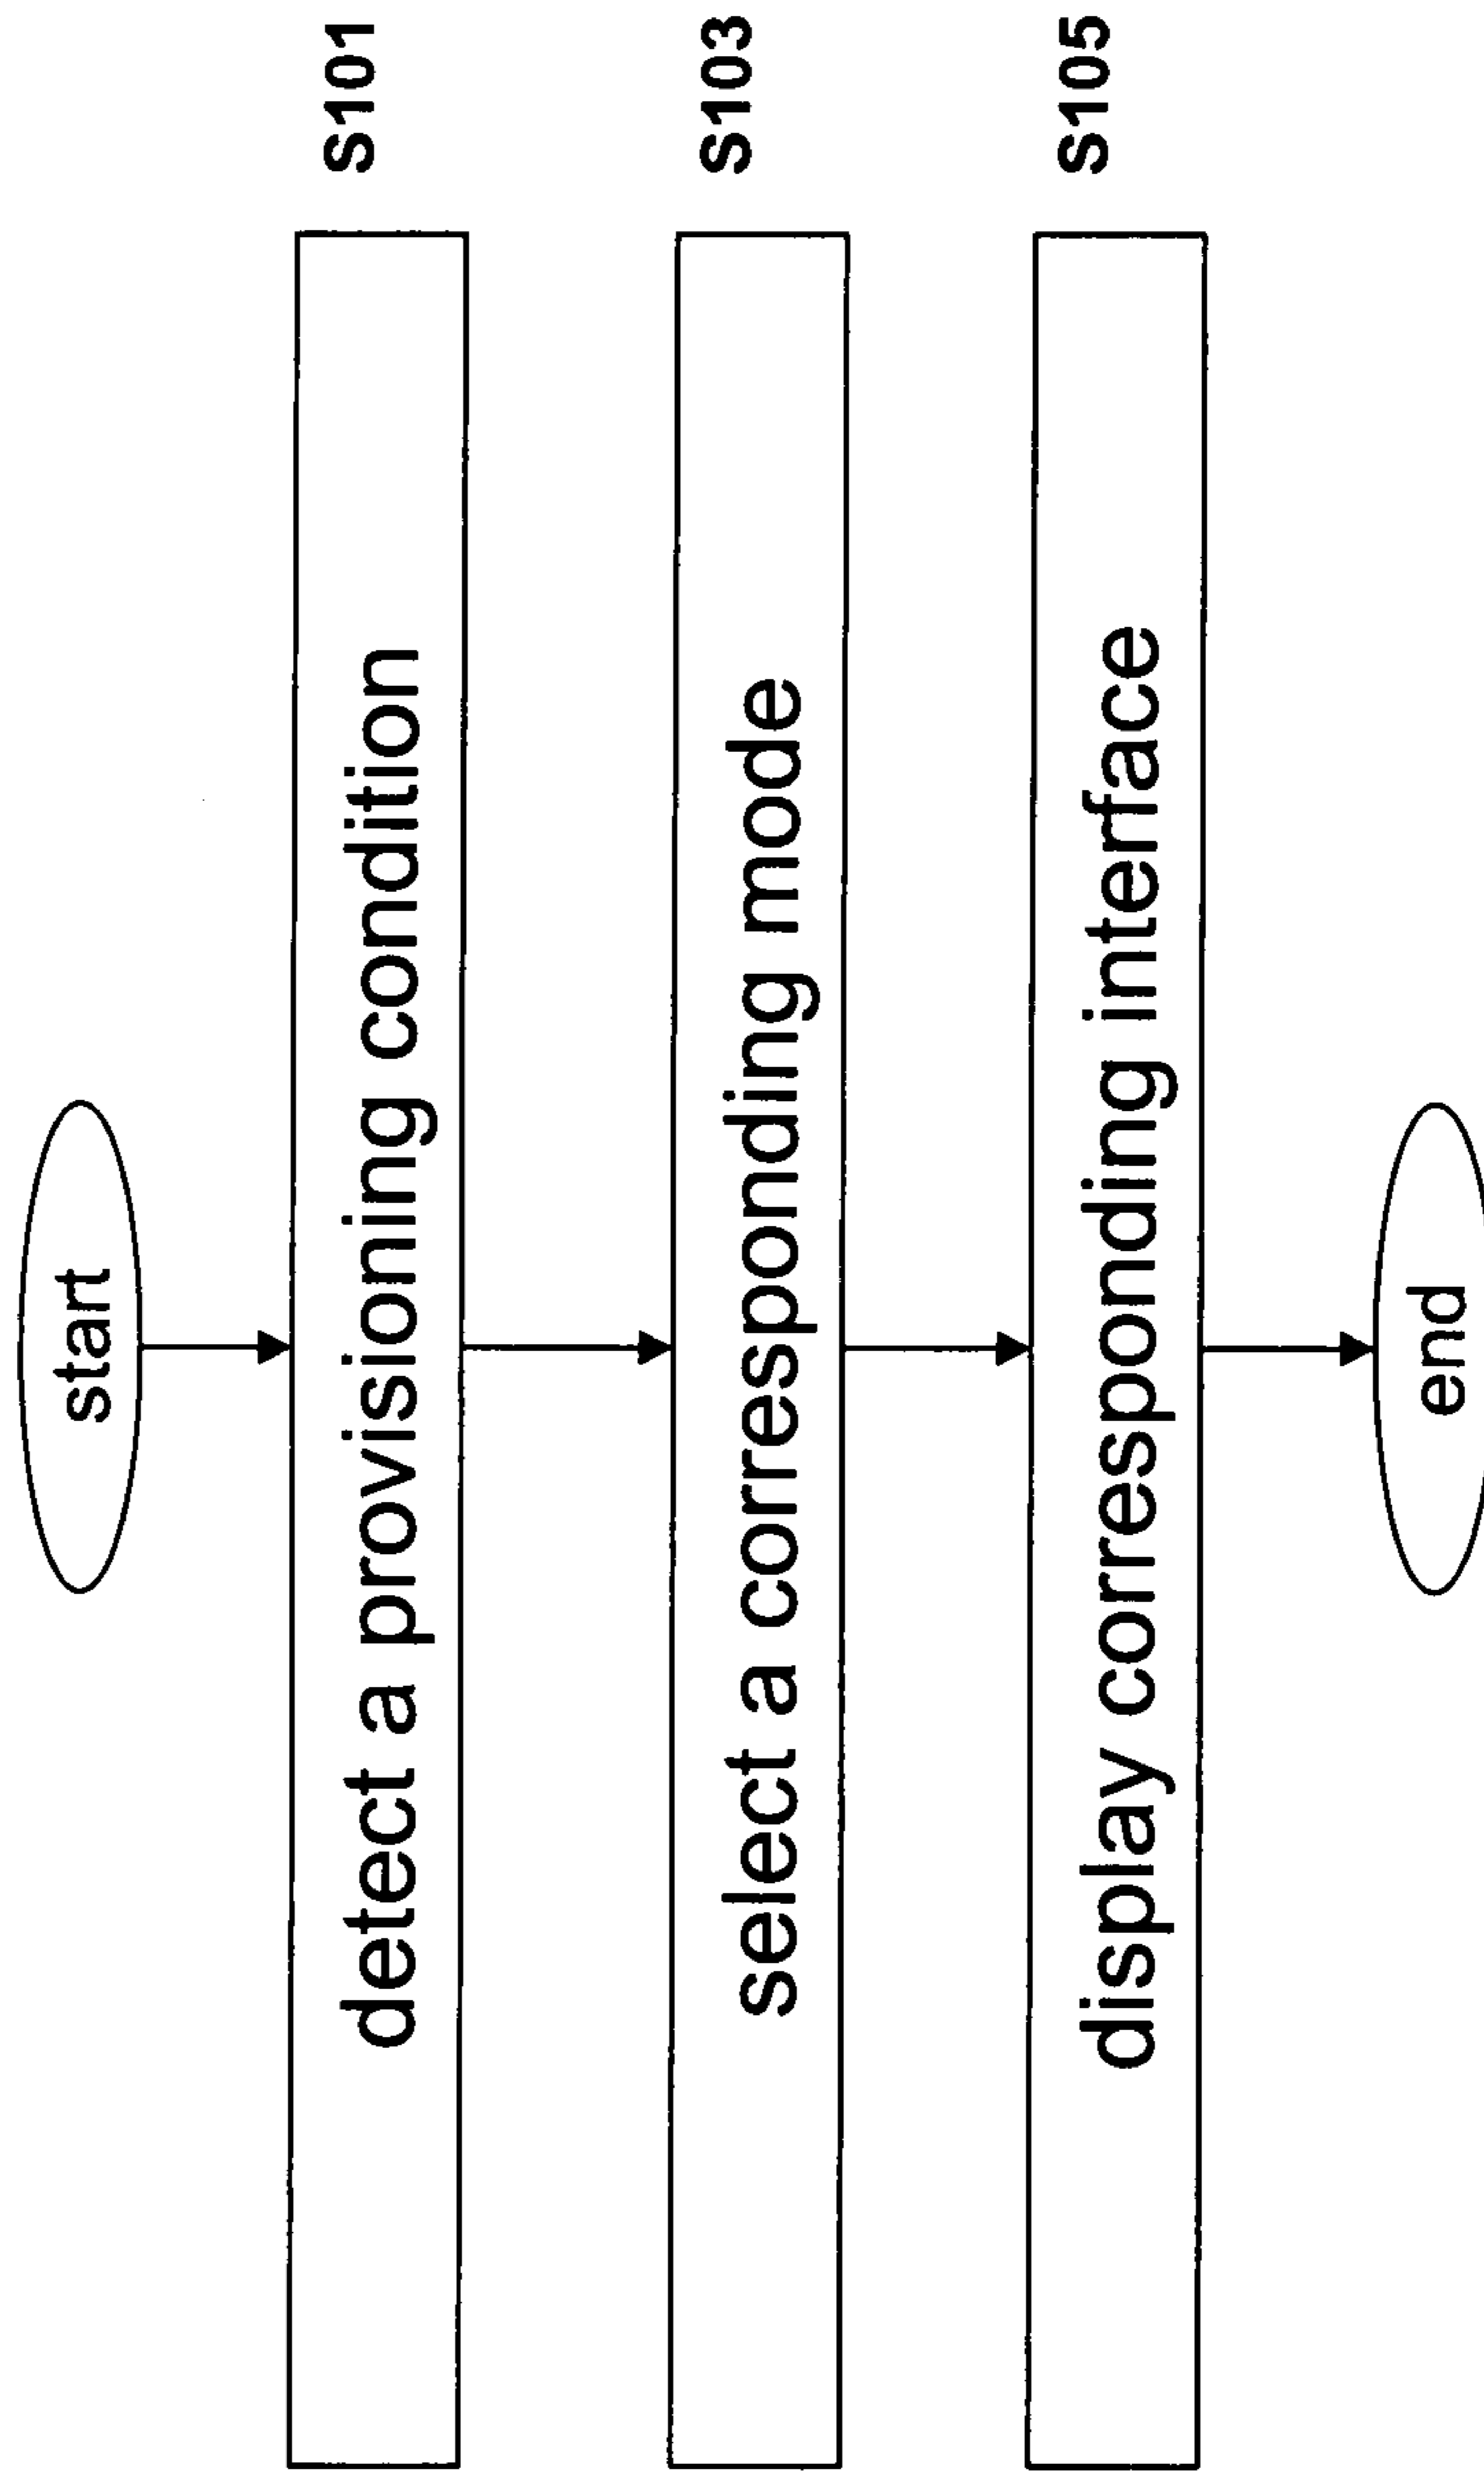 start
detect a provisioning condition
S101
select a corresponding mode
S103
display corresponding interface
S105
end